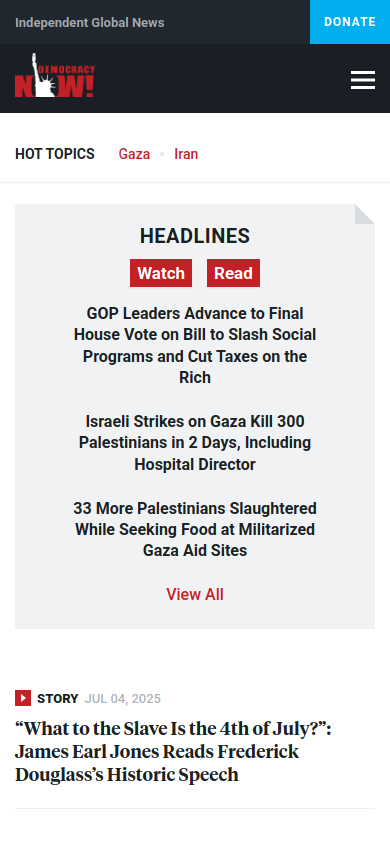 Independent Global News
DONATE
DEMOCRACY
NOW!
HOT TOPICS
Gaza
Iran
HEADLINES
Watch
Read
GOP Leaders Advance to Final
House Vote on Bill to Slash Social
Programs and Cut Taxes on the
Rich
Israeli Strikes on Gaza Kill 300
Palestinians in 2 Days, Including
Hospital Director
33 More Palestinians Slaughtered
While Seeking Food at Militarized
Gaza Aid Sites
View All
STORY JUL 04, 2025
“What to the Slave Is the 4th of July?”:
James Earl Jones Reads Frederick
Douglass’s Historic Speech